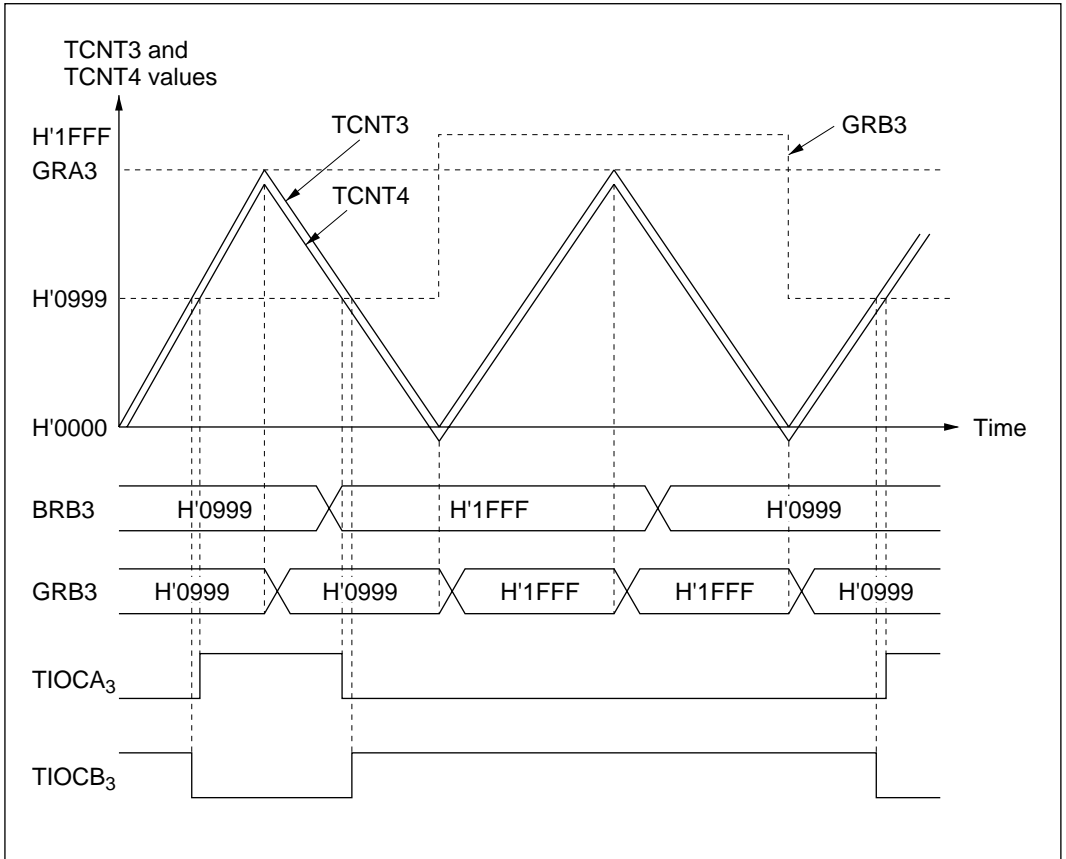 TCNT3 and
TCNT4 values
H'1FFF
TCNT3
GRB3
GRA3
TCNT4
H'0999
H'0000
Time
BRB3
H'0999
H'1FFF
H'0999
GRB3
H'0999
H'0999
H'1FFF
H'1FFF
H'0999
TIOCA3
TIOCB3